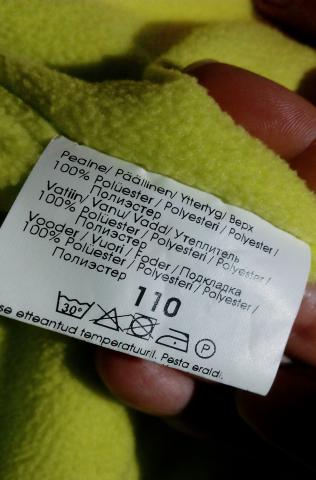 Pealne/ Päällinen/ Yttertyg/ Верх
100% Polüester / Polyesteri / Polyester /
Полиэстер
Vatiin/ Vanu/ Vadd/ Утеплитель
100% Polüester / Polyesteri / Polyester /
Полиэстер
Vooder / Vuori / Foder / Подкладка
100% Polüester / Polyesteri / Polyester /
Полиэстер
110
30° P
se etteantud temperatuuril. Pesta eraldi.